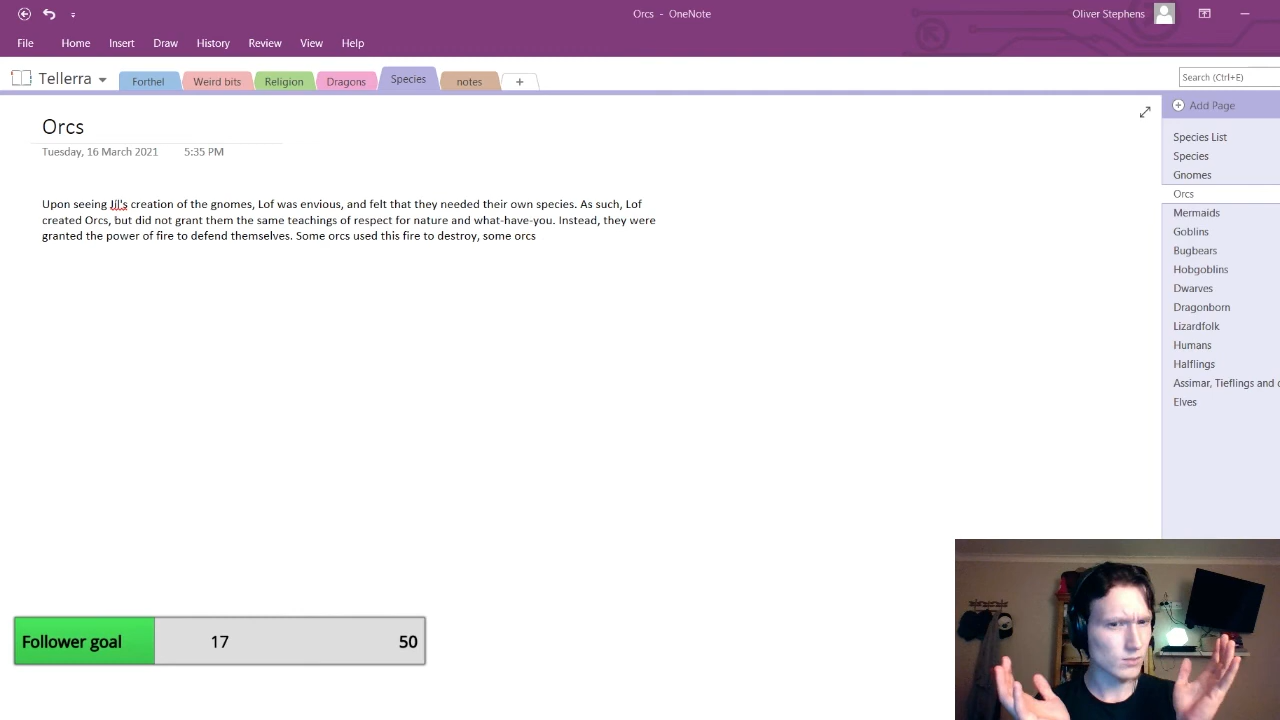 Orcs - OneNote
Oliver Stephens
File Home Insert Draw History Review View Help
Tellerra Forthel Weird bits Religion Dragons Species notes +
Search (Ctrl+E)
Add Page
Orcs
Tuesday, 16 March 2021 5:35 PM
Upon seeing Jil's creation of the gnomes, Lof was envious, and felt that they needed their own species. As such, Lof
created Orcs, but did not grant them the same teachings of respect for nature and what-have-you. Instead, they were
granted the power of fire to defend themselves. Some orcs used this fire to destroy, some orcs
Species List
Species
Gnomes
Orcs
Mermaids
Goblins
Bugbears
Hobgoblins
Dwarves
Dragonborn
Lizardfolk
Humans
Halflings
Assimar, Tieflings and
Elves
Follower goal 17 50